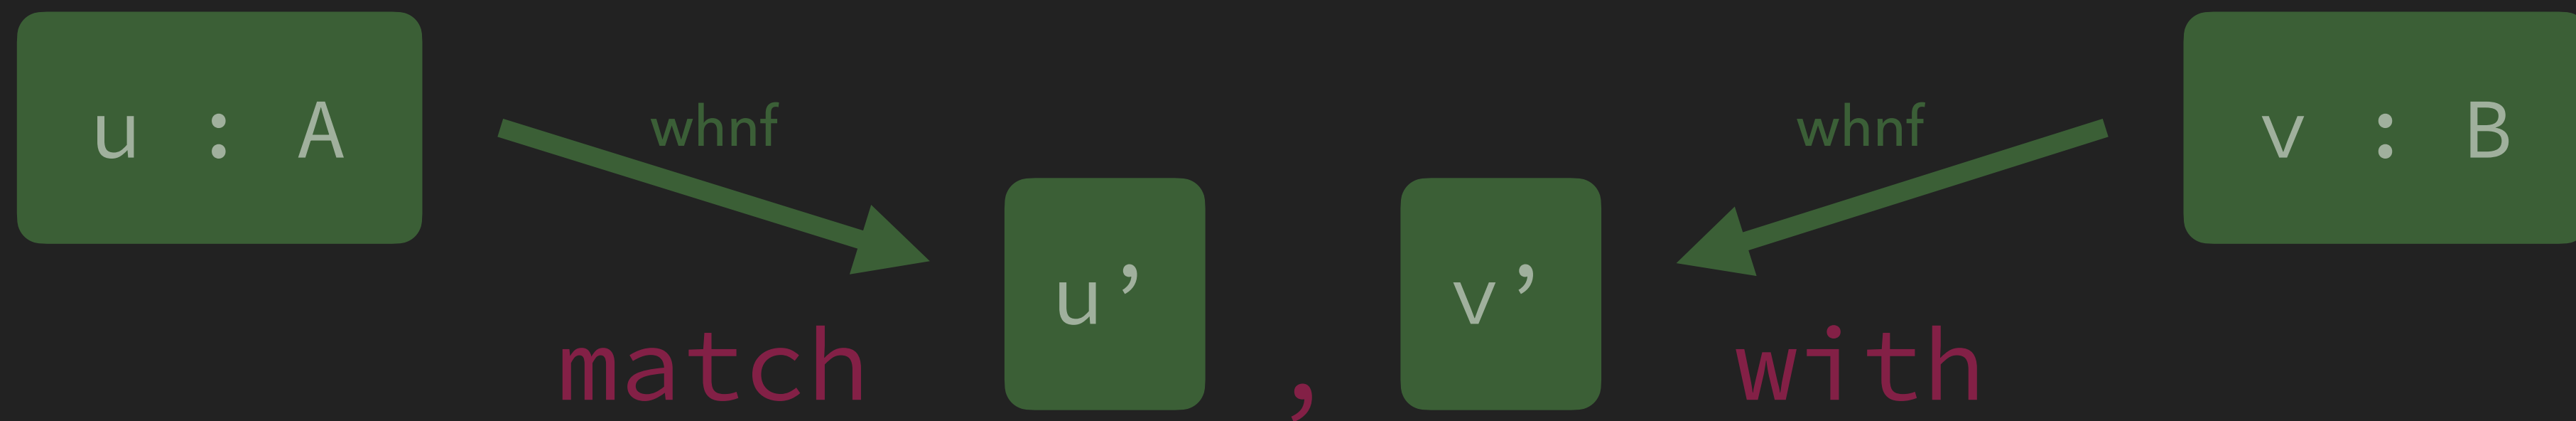 u : A whnf whnf v : B
u’ v’
match , with